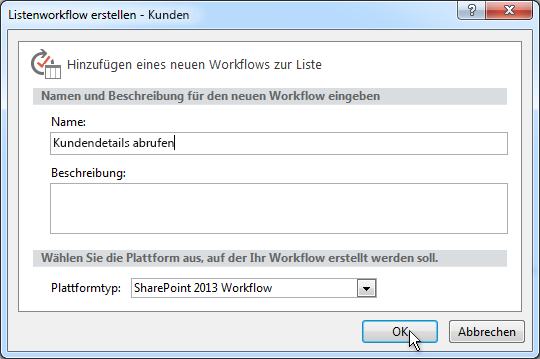 Listenworkflow erstellen - Kunden
Hinzufügen eines neuen Workflows zur Liste
Namen und Beschreibung für den neuen Workflow eingeben
Name:
Kundendetails abrufen
Beschreibung:
Wählen Sie die Plattform aus, auf der Ihr Workflow erstellt werden soll.
Plattformtyp: SharePoint 2013 Workflow
OK Abbrechen